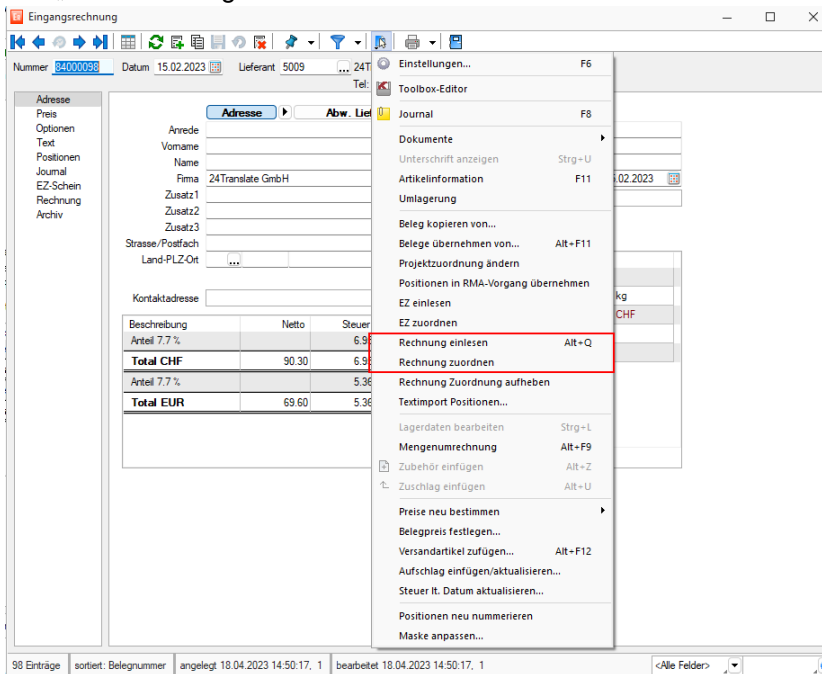 Eingangsrechnung
Nummer 84000098 Datum 15.02.2023 Lieferant 5009 ... 24T
Tel:
Adresse
Preis
Optionen
Text
Positionen
Journal
EZ-Schein
Rechnung
Archiv
Adresse Abw. Lief
Anrede
Vorname
Name
Firma 24Translate GmbH
Zusatz1
Zusatz2
Zusatz3
Strasse/Postfach
Land-PLZ-Ort ...
Kontaktadresse
.02.2023
kg
CHF
Beschreibung Netto Steuer
Anteil 7.7 %
Total CHF 90.30
Anteil 7.7 %
Total EUR 69.60
Einstellungen... F6
Toolbox-Editor
Journal F8
Dokumente
Unterschrift anzeigen Strg+U
Artikelinformation F11
Umlagerung
Beleg kopieren von...
Belege übernehmen von... Alt+F11
Projektzuordnung ändern
Positionen in RMA-Vorgang übernehmen
EZ einlesen
EZ zuordnen
Rechnung einlesen Alt+Q
Rechnung zuordnen
Rechnung Zuordnung aufheben
Textimport Positionen...
Lagerdaten bearbeiten Strg+L
Mengenumrechnung Alt+F9
Zubehör einfügen Alt+Z
Zuschlag einfügen Alt+U
Preise neu bestimmen
Belegpreis festlegen...
Versandartikel zufügen... Alt+F12
Aufschlag einfügen/aktualisieren...
Steuer lt. Datum aktualisieren...
Positionen neu nummerieren
Maske anpassen...
98 Einträge sortiert: Belegnummer angelegt 18.04.2023 14:50:17, 1 bearbeitet 18.04.2023 14:50:17, 1 <Alle Felder>